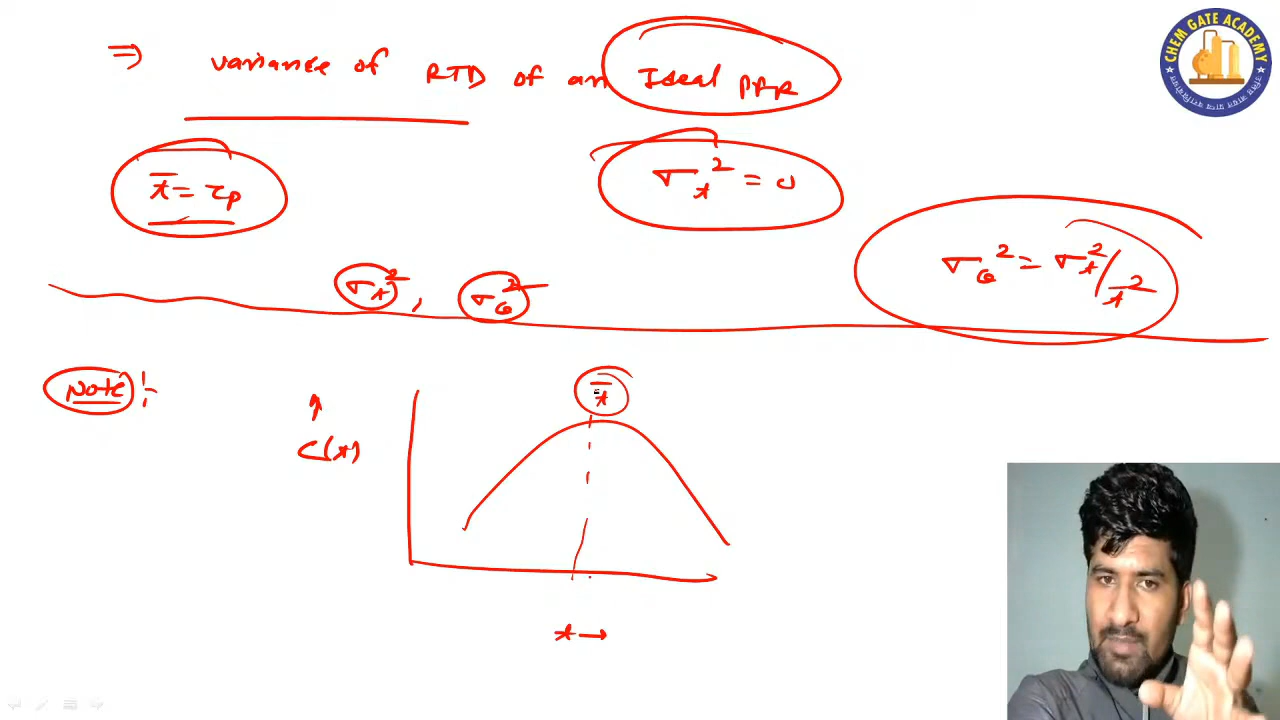 ⇒ variance of RTD of an Ideal PFR
t̄ = τp
σt² = 0
σθ² = σt²/t̄²
σt², σθ²
Note :-
t̄
↑
C(t)
t →
CHEM GATE ACADEMY